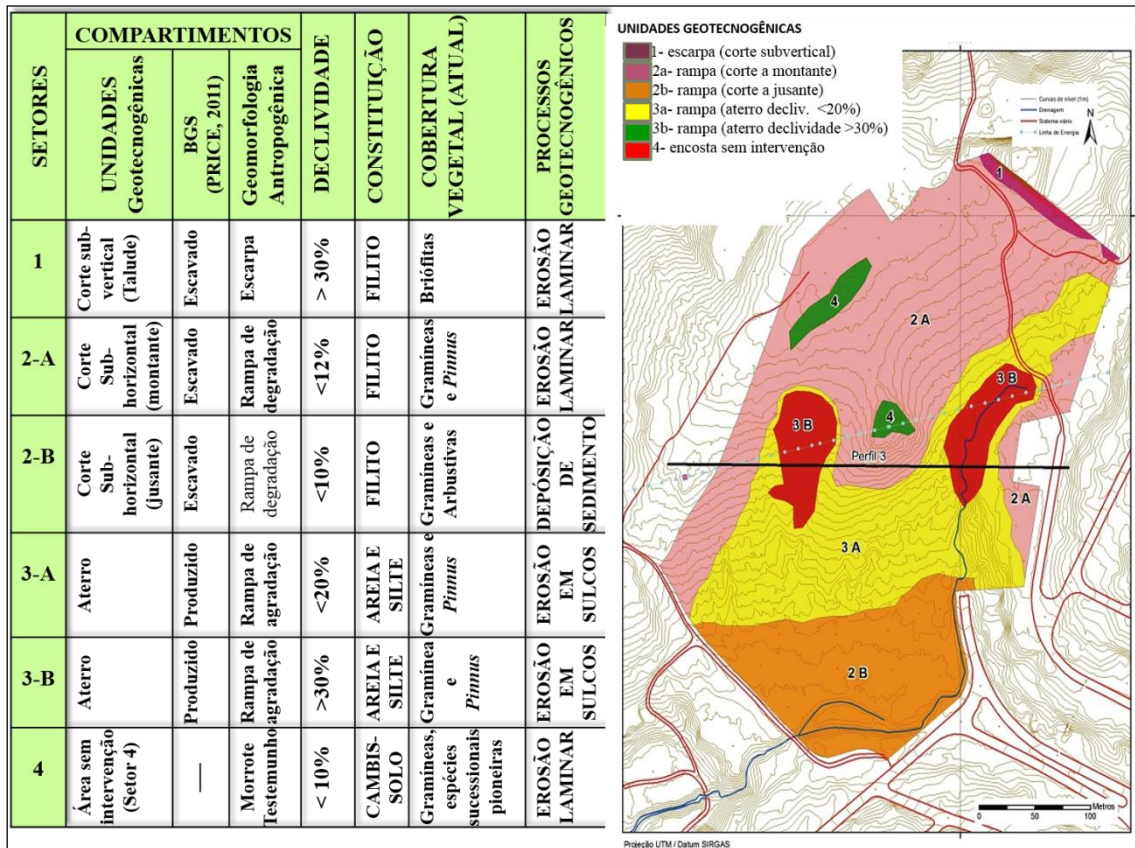 SETORES
COMPARTIMENTOS
UNIDADES
Geotecnogênicas
BGS
(PRICE, 2011)
Geomorfologia
Antropogênica
DECLIVIDADE
CONSTITUIÇÃO
COBERTURA
VEGETAL (ATUAL)
PROCESSOS
GEOTECNOGÊNICOS
1
Corte sub-
vertical
(Talude)
Escavado
Escarpa
> 30%
FILITO
Briófitas
EROSÃO
LAMINAR
2-A
Corte
Sub-
horizontal
(montante)
Escavado
Rampa de
degradação
<12%
FILITO
Gramíneas
e Pinnus
EROSÃO
LAMINAR
2-B
Corte
Sub-
horizontal
(jusante)
Escavado
Rampa de
degradação
<10%
FILITO
Gramíneas e
Arbustivas
DEPÓSIÇÃO
DE
SEDIMENTO
3-A
Aterro
Produzido
Rampa de
agradação
<20%
AREIA E
SILTE
Gramíneas e
Pinnus
EROSÃO
EM
SULCOS
3-B
Aterro
Produzido
Rampa de
agradação
>30%
AREIA E
SILTE
Gramínea
e
Pinnus
EROSÃO
EM
SULCOS
4
Área sem
intervenção
(Setor 4)
—
Morrote
Testemunho
< 10%
CAMBIS-
SOLO
Gramíneas,
espécies
sucessionais
pioneiras
EROSÃO
LAMINAR
UNIDADES GEOTECNOGÊNICAS
1- escarpa (corte subvertical)
2a- rampa (corte a montante)
2b- rampa (corte a jusante)
3a- rampa (aterro decliv. <20%)
3b- rampa (aterro declividade >30%)
4- encosta sem intervenção
Curvas de nível (1m)
Drenagem
Sistema viário
Linha de Energia
N
1
4
2 A
3 B
4
3 B
Perfil 3
2 A
3 A
2 B
0 50 100
Metros
Projeção UTM / Datum SIRGAS